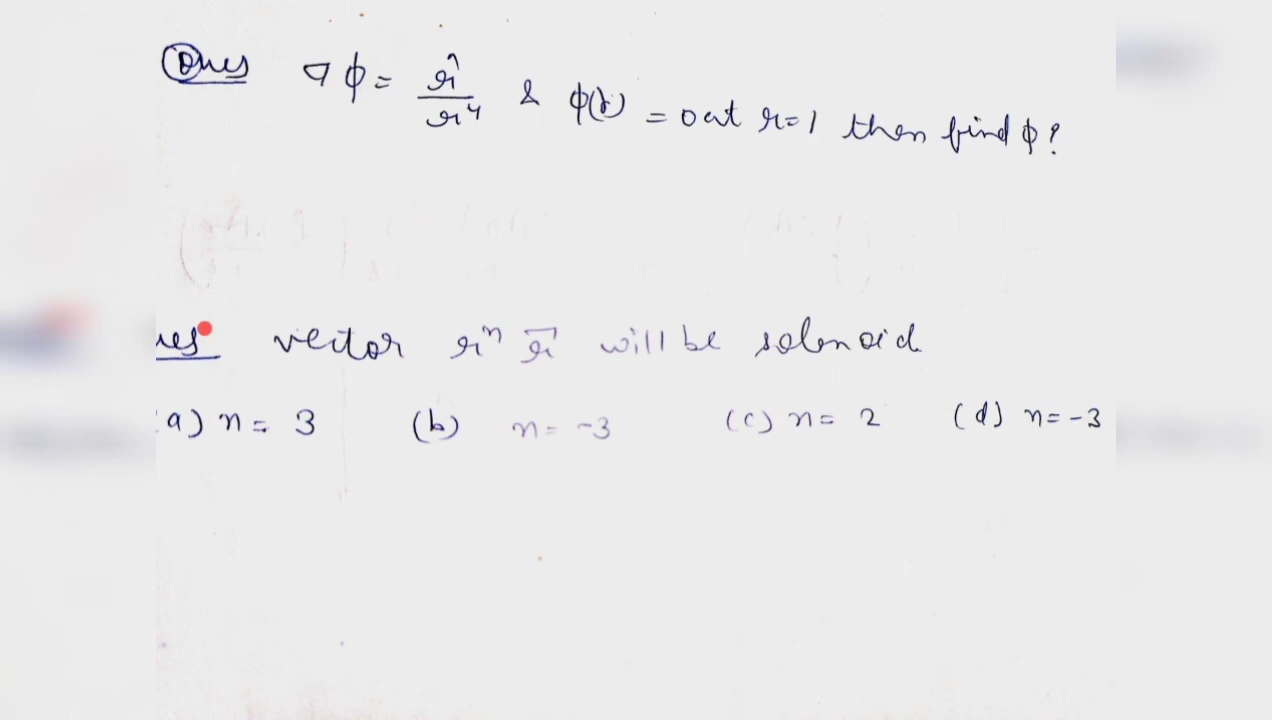 Ques ∇ϕ = r̂/r⁴ & ϕ(r) = 0 at r=1 then find ϕ?
ues vector rⁿ r⃗ will be solenoid
(a) n = 3 (b) n = -3 (c) n = 2 (d) n = -3